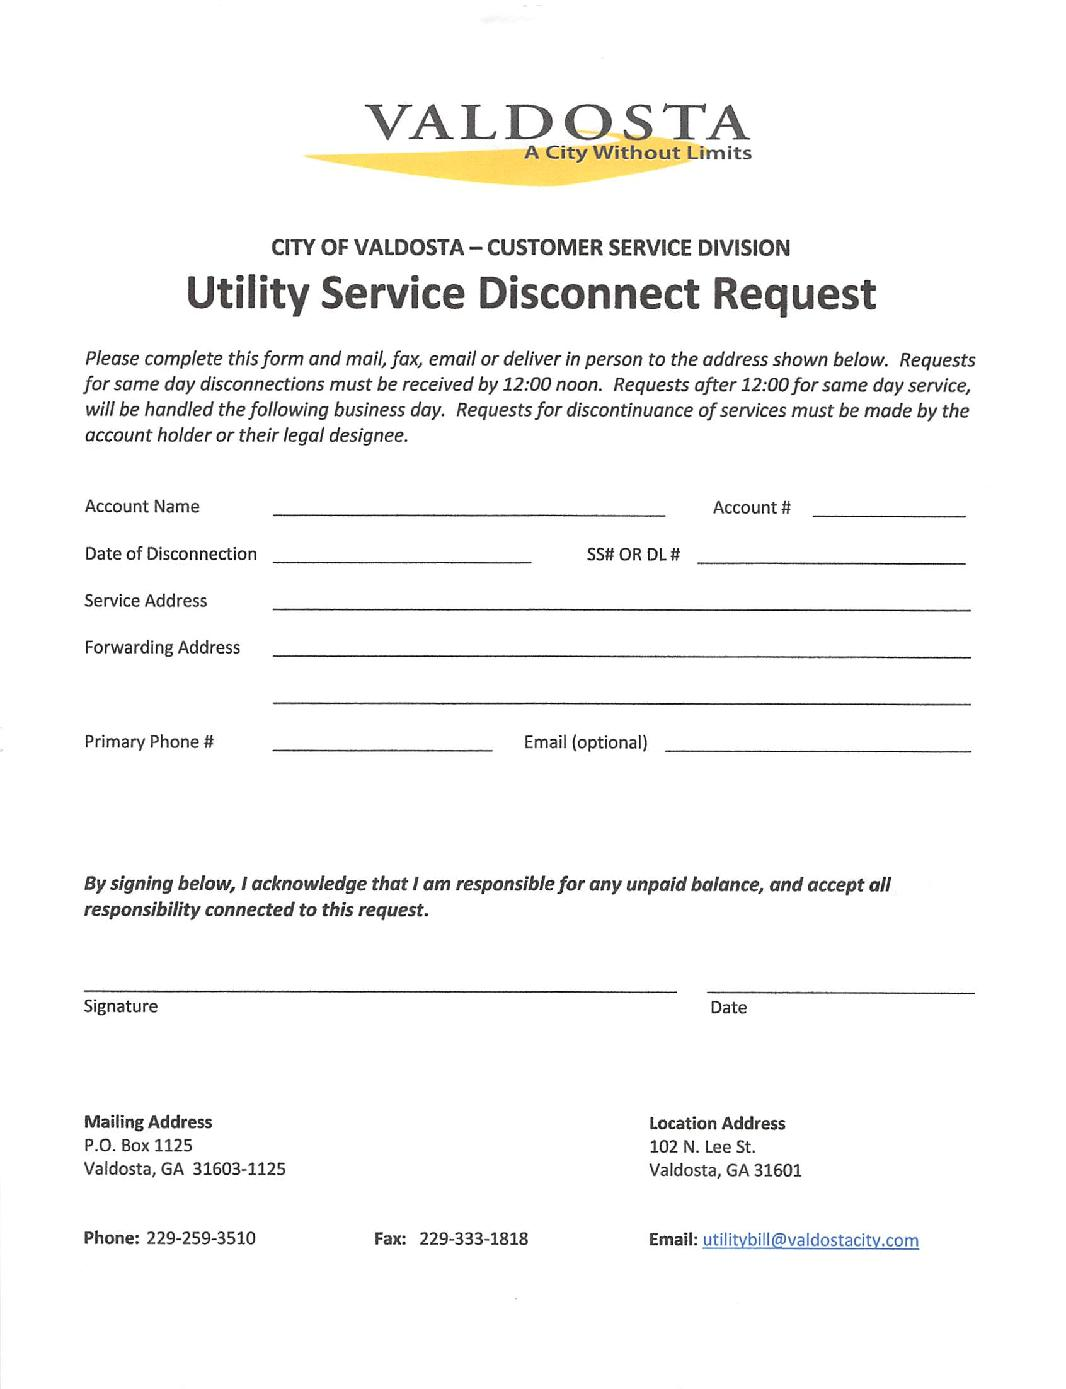 VALDOSTA
A City Without Limits
CITY OF VALDOSTA – CUSTOMER SERVICE DIVISION
Utility Service Disconnect Request
Please complete this form and mail, fax, email or deliver in person to the address shown below.  Requests
for same day disconnections must be received by 12:00 noon.  Requests after 12:00 for same day service,
will be handled the following business day.  Requests for discontinuance of services must be made by the
account holder or their legal designee.
Account Name Account #
Date of Disconnection SS# OR DL #
Service Address
Forwarding Address
Primary Phone # Email (optional)
By signing below, I acknowledge that I am responsible for any unpaid balance, and accept all
responsibility connected to this request.
Signature Date
Mailing Address Location Address
P.O. Box 1125 102 N. Lee St.
Valdosta, GA  31603-1125 Valdosta, GA 31601
Phone: 229-259-3510 Fax:  229-333-1818 Email: utilitybill@valdostacity.com